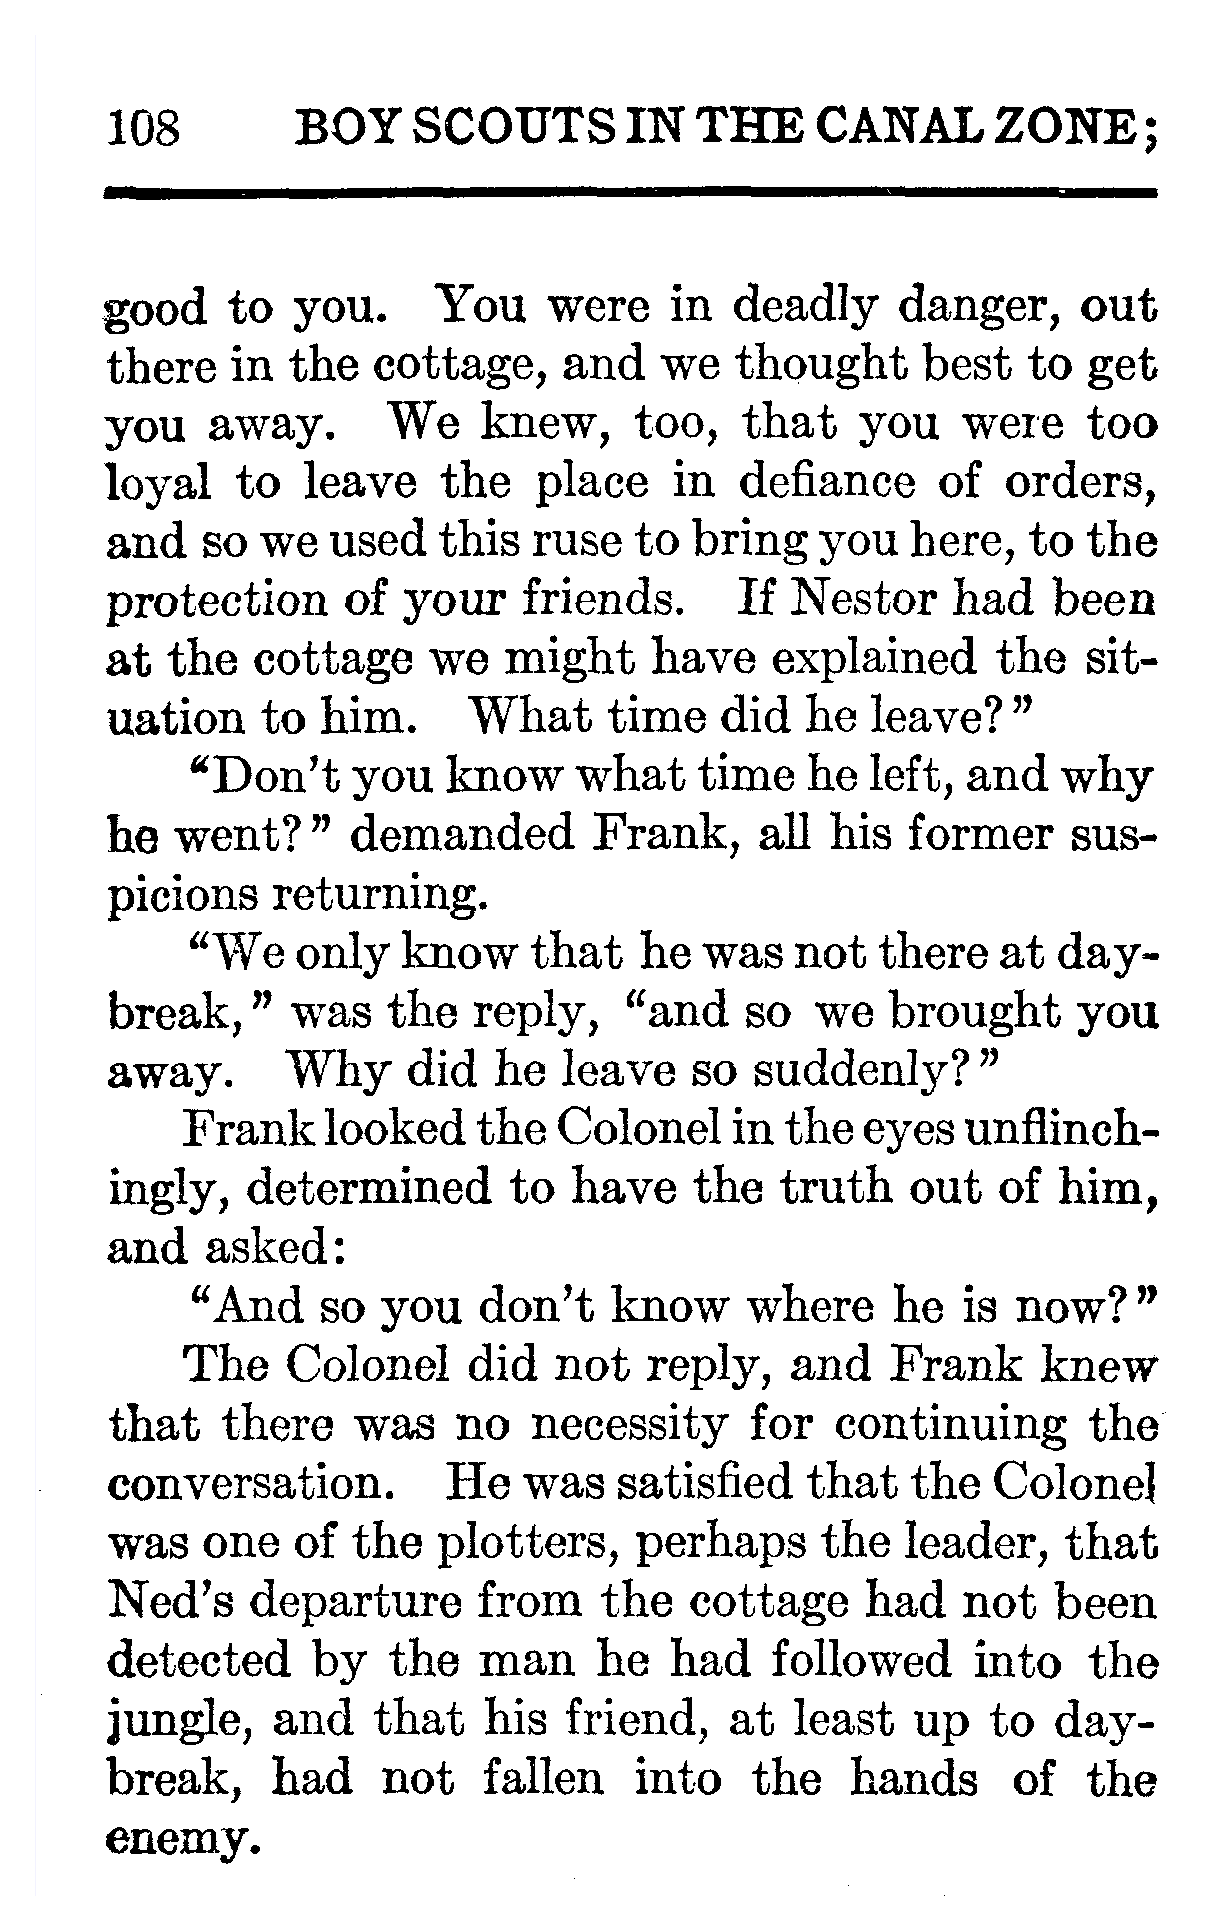 108 BOY SCOUTS IN THE CANAL ZONE;
good to you. You were in deadly danger, out
there in the cottage, and we thought best to get
you away. We knew, too, that you were too
loyal to leave the place in defiance of orders,
and so we used this ruse to bring you here, to the
protection of your friends. If Nestor had been
at the cottage we might have explained the sit-
uation to him. What time did he leave?"
"Don't you know what time he left, and why
he went?" demanded Frank, all his former sus-
picions returning.
"We only know that he was not there at day-
break," was the reply, "and so we brought you
away. Why did he leave so suddenly?"
Frank looked the Colonel in the eyes unflinch-
ingly, determined to have the truth out of him,
and asked:
"And so you don't know where he is now?"
The Colonel did not reply, and Frank knew
that there was no necessity for continuing the
conversation. He was satisfied that the Colonel
was one of the plotters, perhaps the leader, that
Ned's departure from the cottage had not been
detected by the man he had followed into the
jungle, and that his friend, at least up to day-
break, had not fallen into the hands of the
enemy.